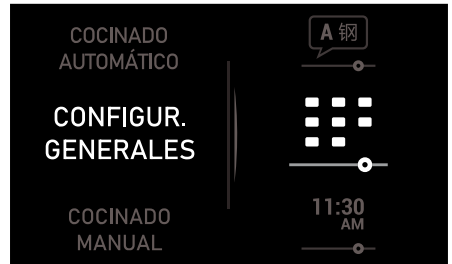 COCINADO
AUTOMÁTICO
A 钢
CONFIGUR.
GENERALES
COCINADO
MANUAL
11:30
AM